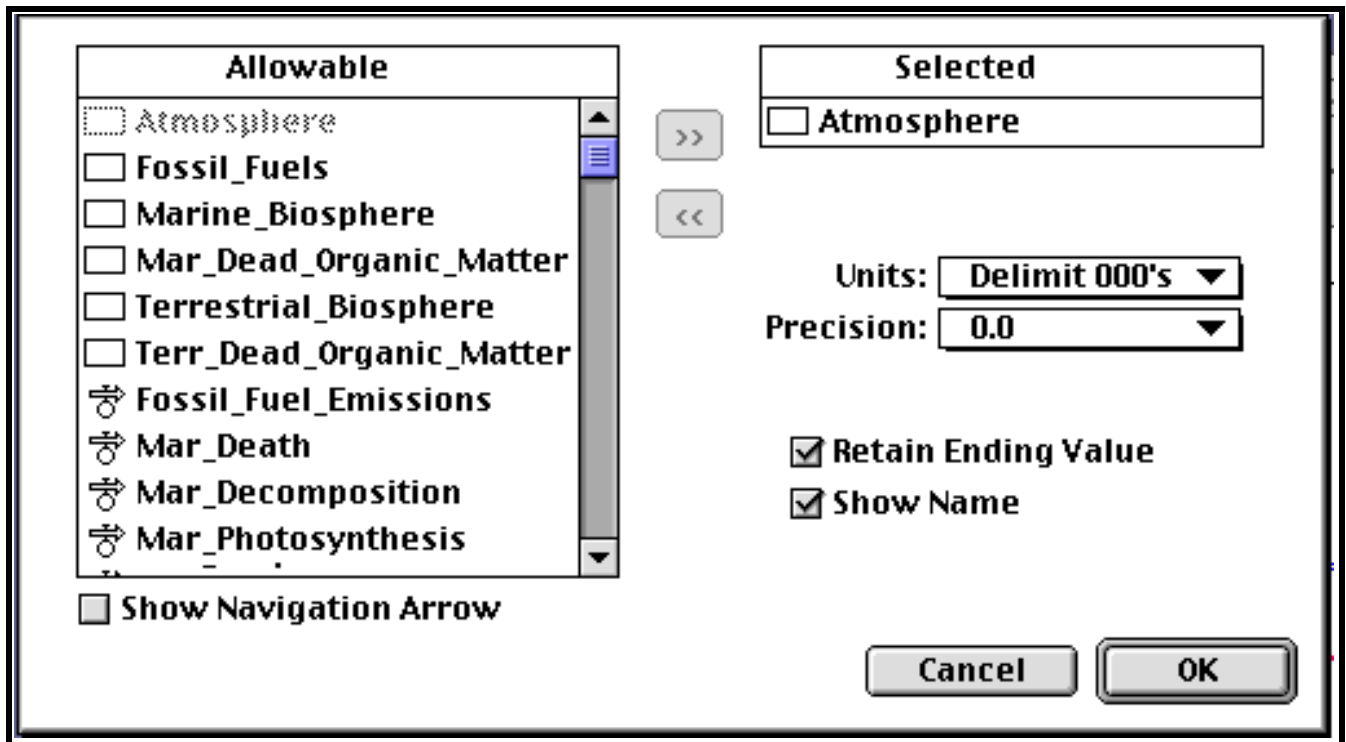 Allowable
Atmosphere
Fossil_Fuels
Marine_Biosphere
Mar_Dead_Organic_Matter
Terrestrial_Biosphere
Terr_Dead_Organic_Matter
Fossil_Fuel_Emissions
Mar_Death
Mar_Decomposition
Mar_Photosynthesis
Show Navigation Arrow
>>
<<
Selected
Atmosphere
Units: Delimit 000's
Precision: 0.0
Retain Ending Value
Show Name
Cancel OK